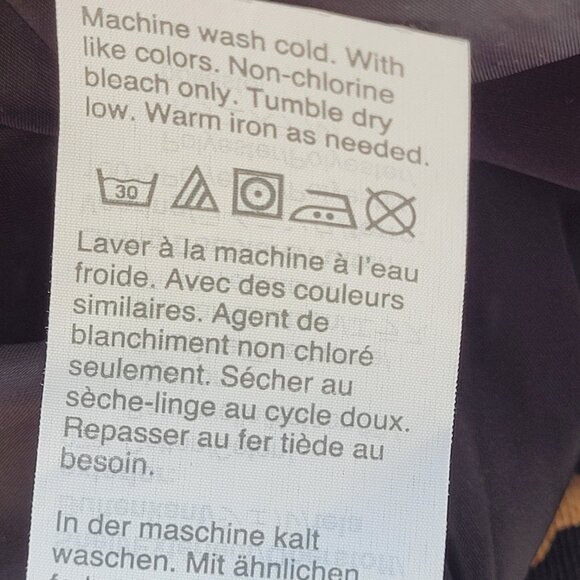 Machine wash cold. With
like colors. Non-chlorine
bleach only. Tumble dry
low. Warm iron as needed.
30
Laver à la machine à l'eau
froide. Avec des couleurs
similaires. Agent de
blanchiment non chloré
seulement. Sécher au
sèche-linge au cycle doux.
Repasser au fer tiède au
besoin.
In der maschine kalt
waschen. Mit ähnlichen